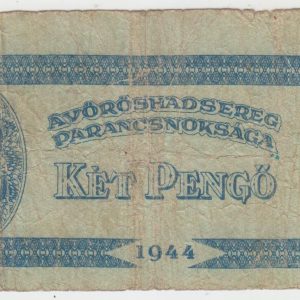 A VÖRÖSHADSEREG
PARANCSNOKSÁGA
KÉT PENGŐ
1944